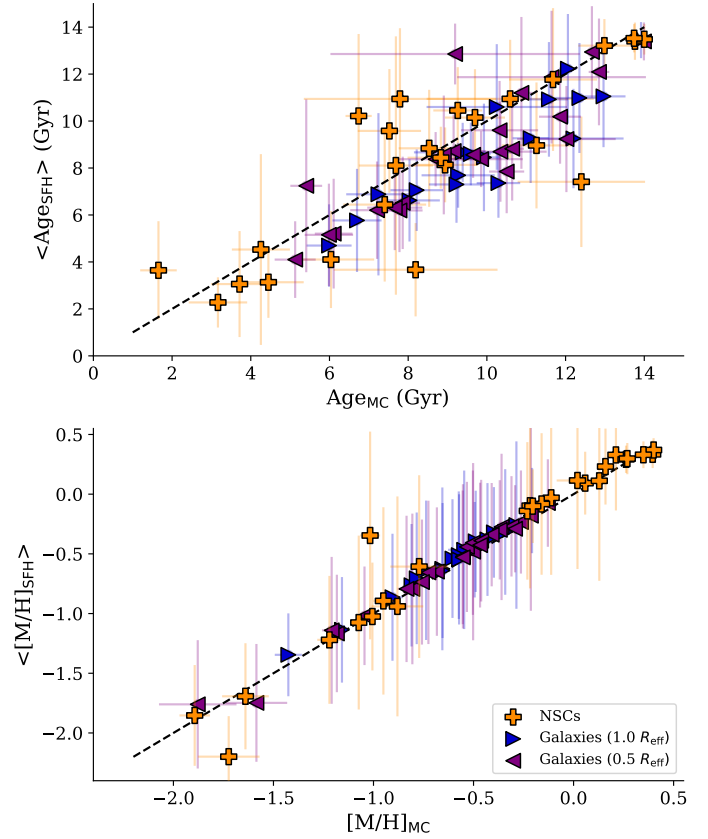 14
12
10
8
6
4
2
0
<Age_SFH> (Gyr)
0 2 4 6 8 10 12 14
Age_MC (Gyr)
0.5
0.0
−0.5
−1.0
−1.5
−2.0
<[M/H]_SFH>
NSCs
Galaxies (1.0 R_eff)
Galaxies (0.5 R_eff)
−2.0 −1.5 −1.0 −0.5 0.0 0.5
[M/H]_MC